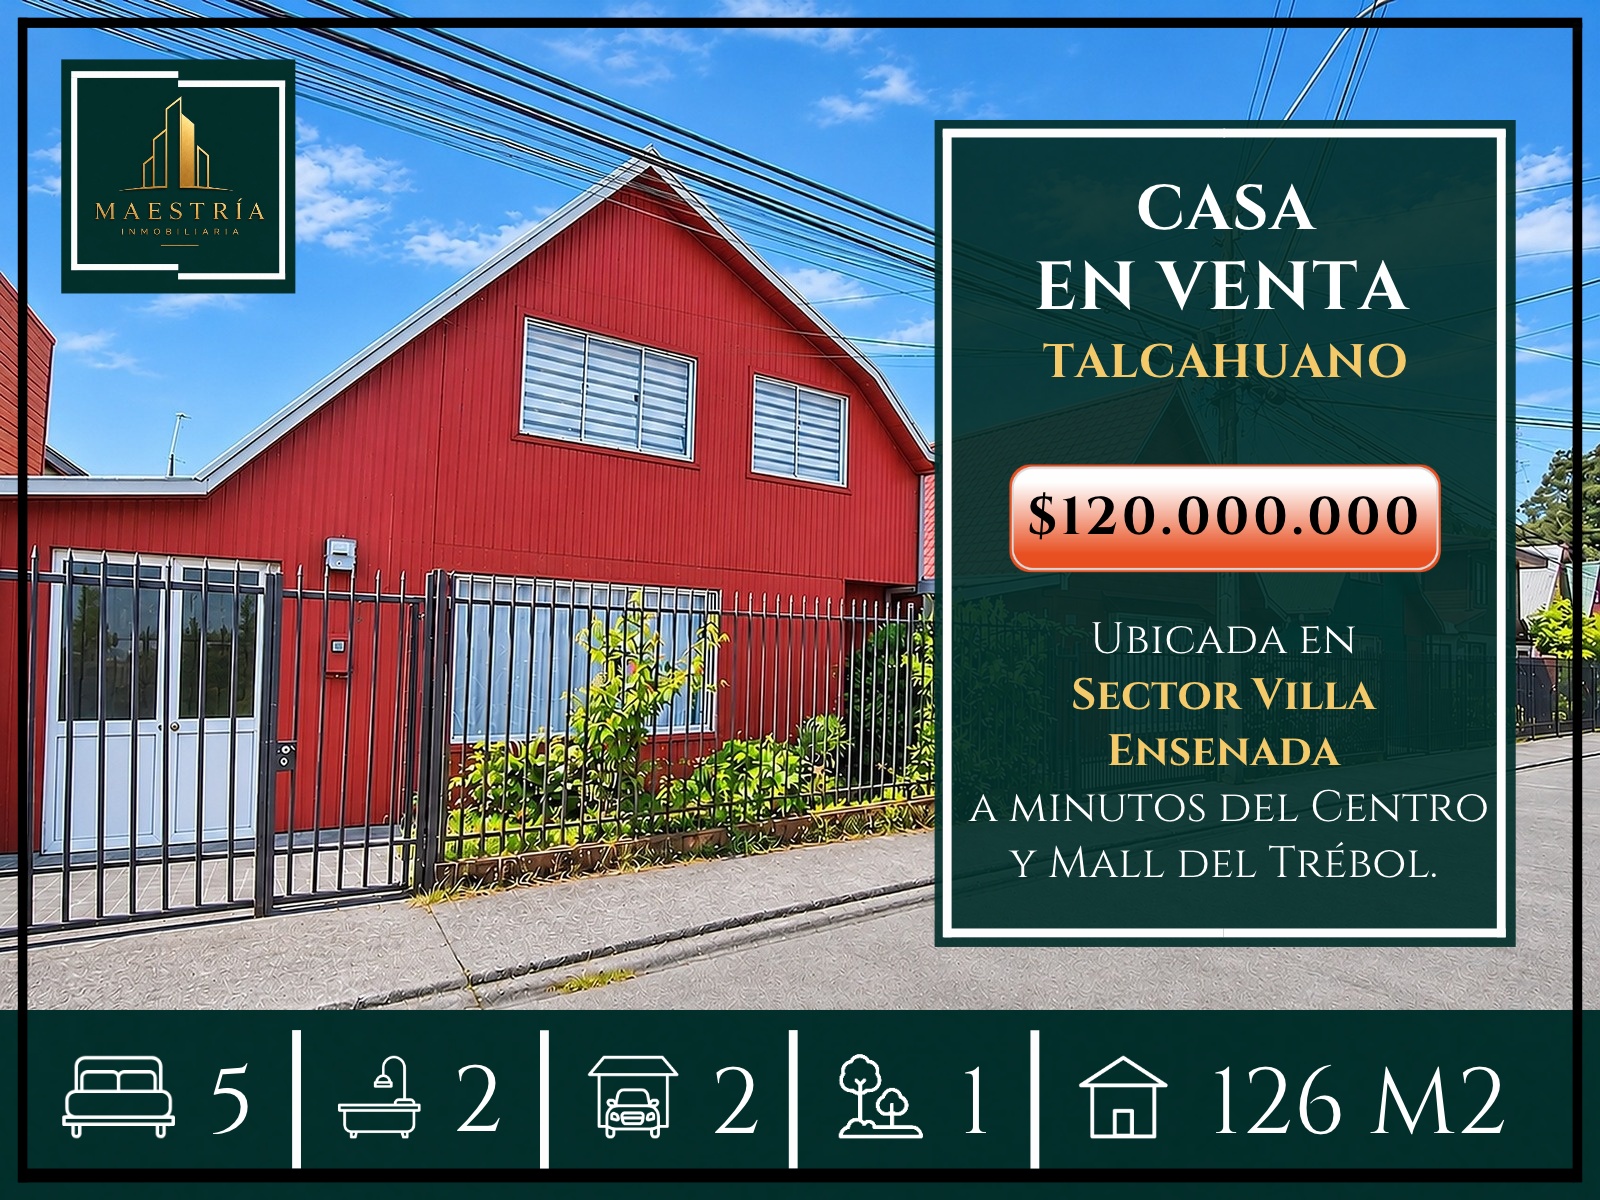 MAESTRÍA
INMOBILIARIA
CASA
EN VENTA
TALCAHUANO
$120.000.000
UBICADA EN
SECTOR VILLA
ENSENADA
A MINUTOS DEL CENTRO
Y MALL DEL TRÉBOL.
5
2
2
1
126 M2